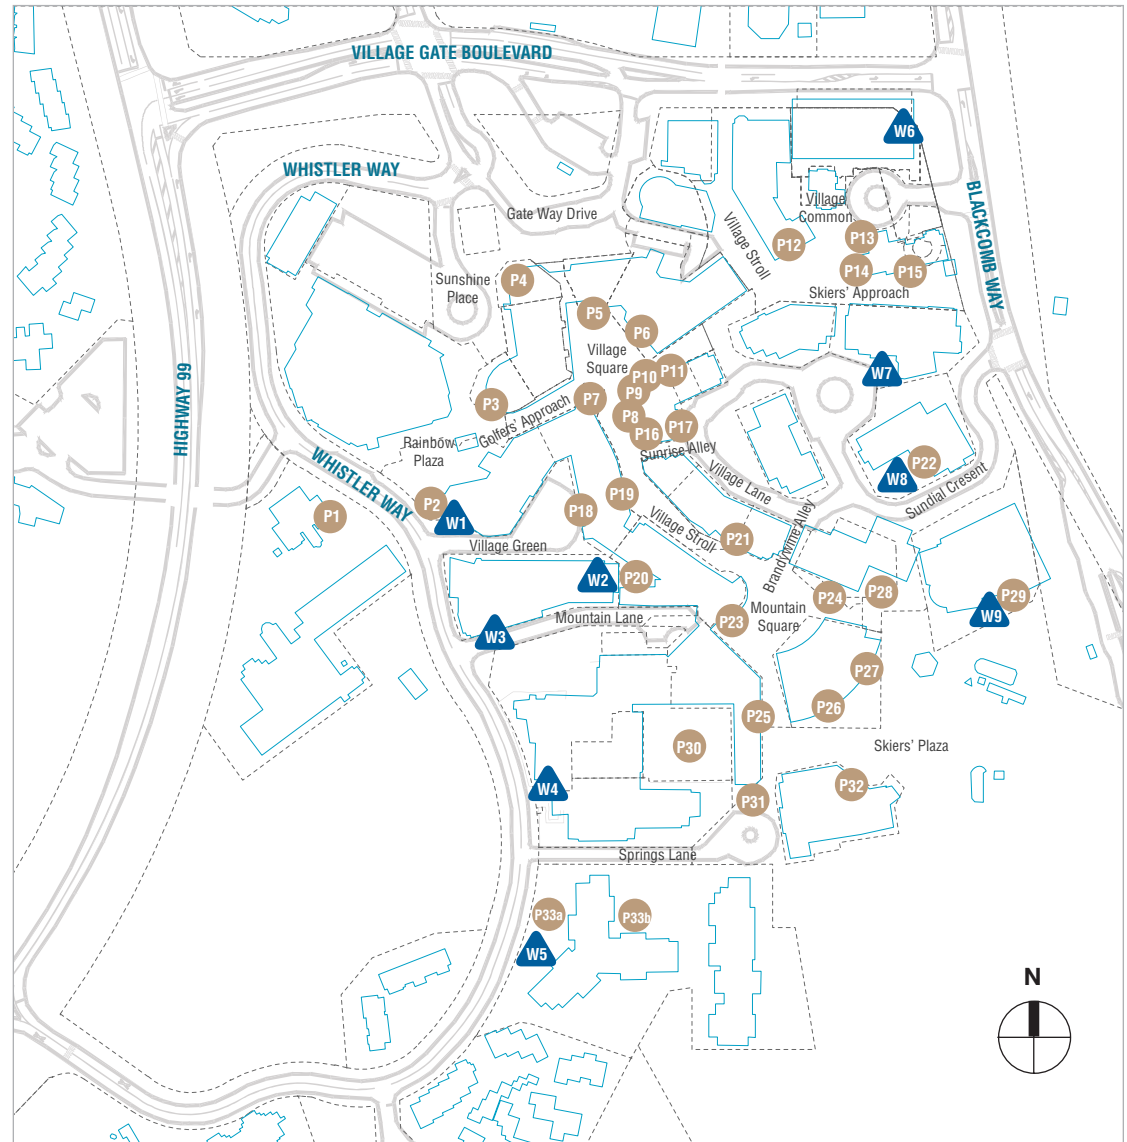 VILLAGE GATE BOULEVARD
W6
WHISTLER WAY
BLACKCOMB WAY
Village
Common
Gate Way Drive
Village Stroll
P12
P13
P14
P15
Skiers' Approach
Sunshine
Place
P4
P5
P6
Village
Square
P10
P11
P9
W7
P7
P3
Golfers' Approach
P8
P16
P17
Sunrise Alley
HIGHWAY 99
Rainbow
Plaza
WHISTLER WAY
Village Lane
P22
W8
Sundial Cresent
P1
P2
W1
P18
P19
Village Stroll
P21
Brandywine Alley
Village Green
W2
P20
P24
P28
P29
W9
Mountain
Square
P23
Mountain Lane
W3
P27
P26
P25
P30
Skiers' Plaza
W4
P31
P32
Springs Lane
P33a
P33b
W5
N